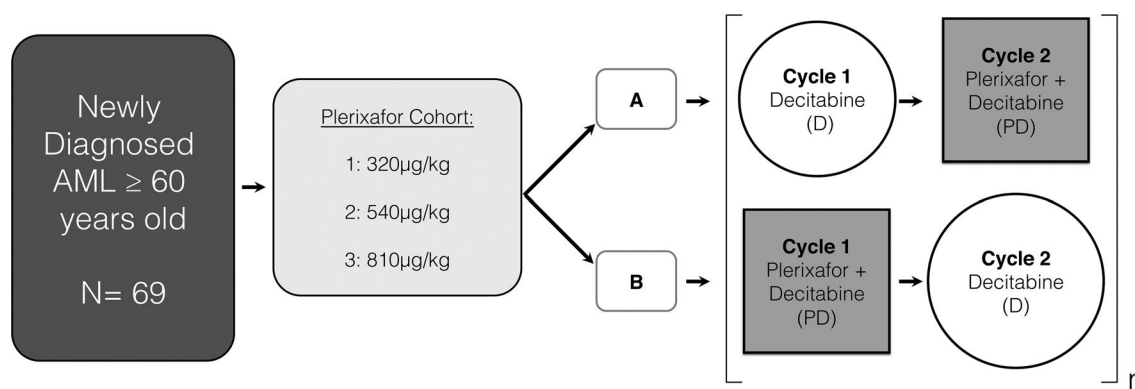 Newly
Diagnosed
AML ≥ 60
years old
N= 69
Plerixafor Cohort:
1: 320µg/kg
2: 540µg/kg
3: 810µg/kg
A
Cycle 1
Decitabine
(D)
Cycle 2
Plerixafor +
Decitabine
(PD)
B
Cycle 1
Plerixafor +
Decitabine
(PD)
Cycle 2
Decitabine
(D)